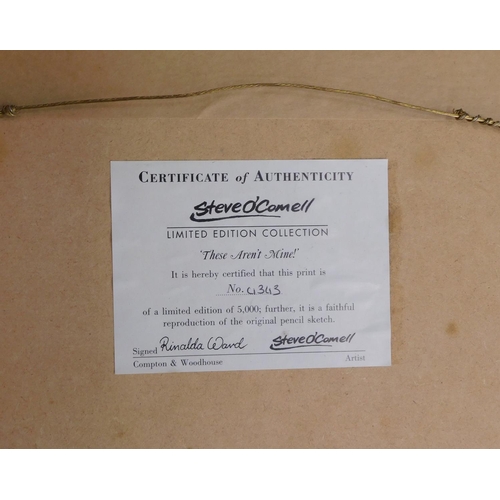 CERTIFICATE of AUTHENTICITY
Steve O'Connell
LIMITED EDITION COLLECTION
'These Aren't Mine!'
It is hereby certified that this print is
No. 4343
of a limited edition of 5,000; further, it is a faithful
reproduction of the original pencil sketch.
Signed Rinalda Ward Steve O'Connell
Compton & Woodhouse Artist